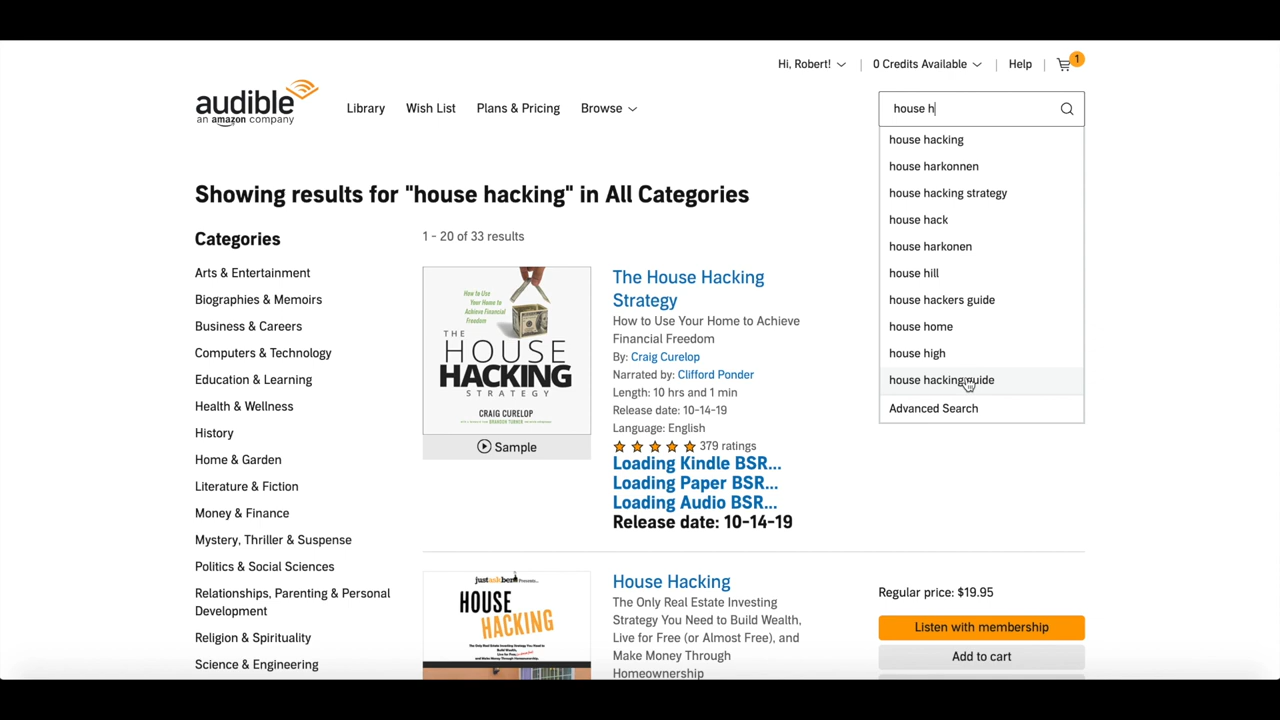 Hi, Robert!
0 Credits Available
Help
1
audible
an amazon company
Library
Wish List
Plans & Pricing
Browse
house h
house hacking
house harkonnen
house hacking strategy
house hack
house harkonen
house hill
house hackers guide
house home
house high
house hacking guide
Advanced Search
Showing results for "house hacking" in All Categories
Categories
Arts & Entertainment
Biographies & Memoirs
Business & Careers
Computers & Technology
Education & Learning
Health & Wellness
History
Home & Garden
Literature & Fiction
Money & Finance
Mystery, Thriller & Suspense
Politics & Social Sciences
Relationships, Parenting & Personal
Development
Religion & Spirituality
Science & Engineering
1 - 20 of 33 results
How to Use
Your Home to
Achieve Financial
Freedom
THE
HOUSE
HACKING
STRATEGY
CRAIG CURELOP
Sample
The House Hacking
Strategy
How to Use Your Home to Achieve
Financial Freedom
By: Craig Curelop
Narrated by: Clifford Ponder
Length: 10 hrs and 1 min
Release date: 10-14-19
Language: English
379 ratings
Loading Kindle BSR...
Loading Paper BSR...
Loading Audio BSR...
Release date: 10-14-19
justaskben Presents...
HOUSE
HACKING
House Hacking
The Only Real Estate Investing
Strategy You Need to Build Wealth,
Live for Free (or Almost Free), and
Make Money Through
Homeownership
Regular price: $19.95
Listen with membership
Add to cart